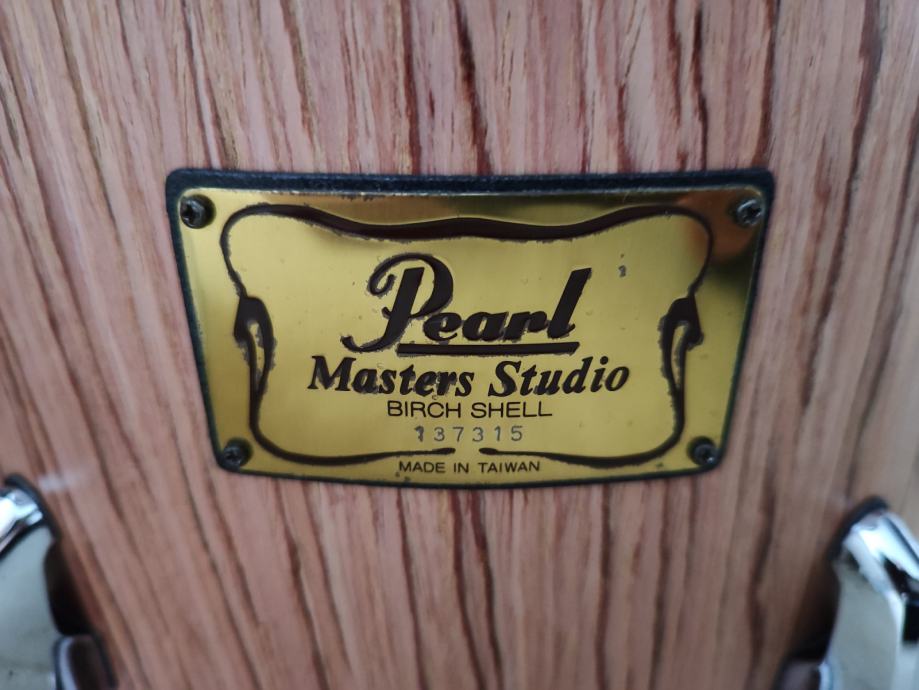 Pearl
Masters Studio
BIRCH SHELL
137315
MADE IN TAIWAN